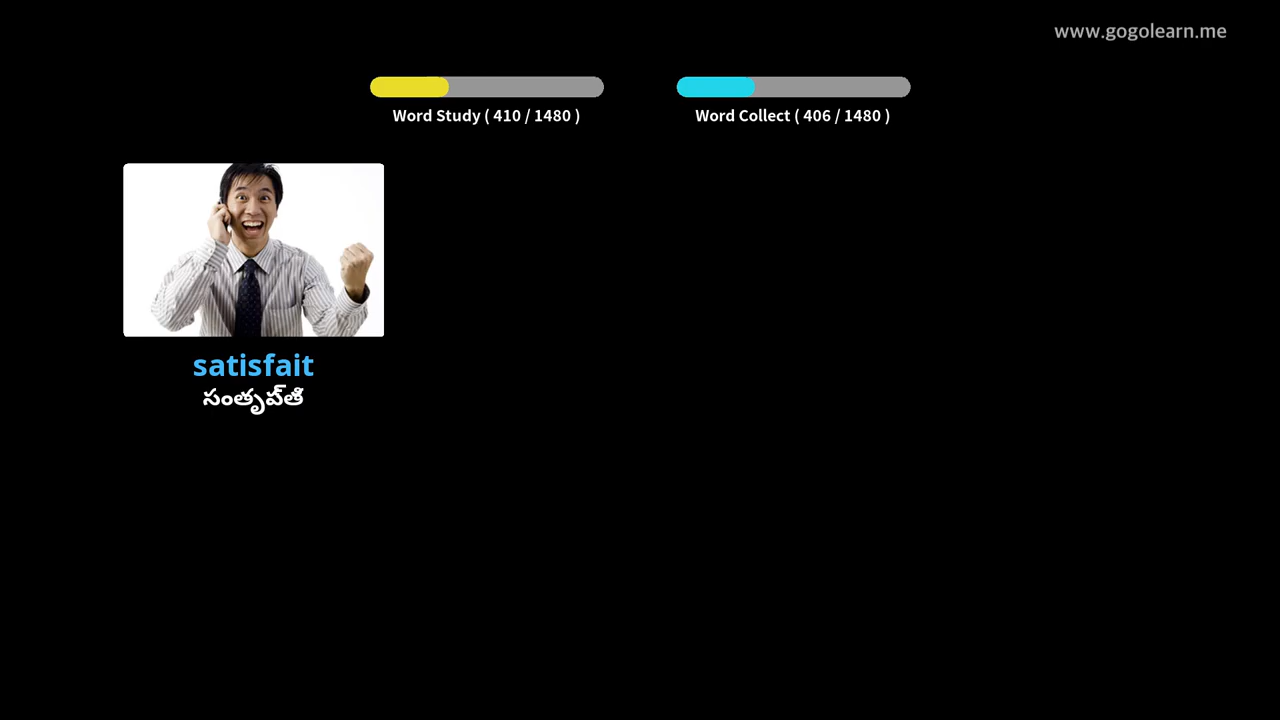 www.gogolearn.me
Word Study ( 410 / 1480 )
Word Collect ( 406 / 1480 )
satisfait
సంతృప్తి